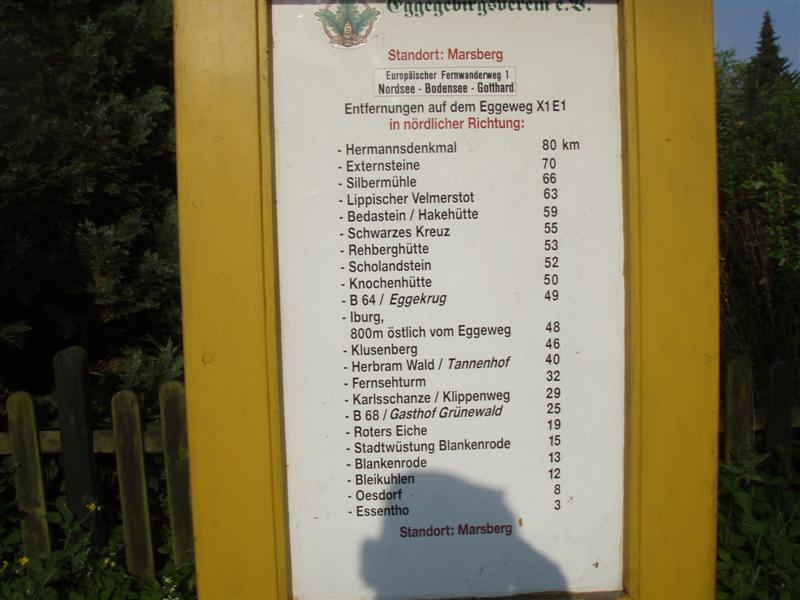 Eggegebirgsverein e.V.
Standort: Marsberg
Europäischer Fernwanderweg 1
Nordsee - Bodensee - Gotthard
Entfernungen auf dem Eggeweg X1E1
in nördlicher Richtung:
- Hermannsdenkmal 80 km
- Externsteine 70
- Silbermühle 66
- Lippischer Velmerstot 63
- Bedastein / Hakehütte 59
- Schwarzes Kreuz 55
- Rehberghütte 53
- Scholandstein 52
- Knochenhütte 50
- B 64 / Eggekrug 49
- Iburg,
800m östlich vom Eggeweg 48
- Klusenberg 46
- Herbram Wald / Tannenhof 40
- Fernsehturm 32
- Karlsschanze / Klippenweg 29
- B 68 / Gasthof Grünewald 25
- Roters Eiche 19
- Stadtwüstung Blankenrode 15
- Blankenrode 13
- Bleikuhlen 12
- Oesdorf 8
- Essentho 3
Standort: Marsberg